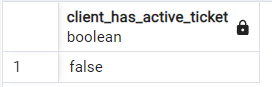 client_has_active_ticket
boolean
1 false